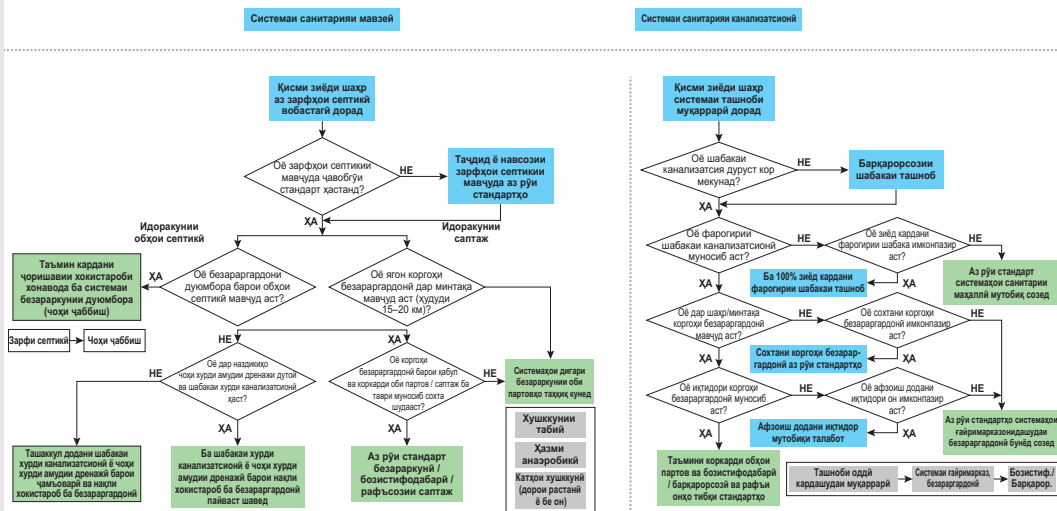 Системаи санитарияи мавзеӣ
Системаи санитарияи канализатсионӣ
Қисми зиёди шаҳр
аз зарфҳои септикӣ
вобастагӣ дорад
Оё зарфҳои септикии
мавҷуда ҷавобгӯи
стандарт ҳастанд?
НЕ
Таҷдид ё навсозии
зарфҳои септикии
мавҷуда аз рӯи
стандартҳо
ҲА
Идоракунии
обҳои септикӣ
Идоракунии
саптаж
Таъмин кардани
ҷоришавии хокистароби
хонавода ба системаи
безараркунии дуюмбора
(чоҳи ҷаббиш)
ҲА
Оё безараргардони
дуюмбора барои обҳои
септикӣ мавҷуд аст?
Оё ягон коргоҳи
безараргардонӣ дар минтақа
мавҷуд аст (ҳудуди
15–20 км)?
Зарфи септикӣ
Чоҳи ҷаббиш
НЕ
ҲА
НЕ
Оё дар наздикиҳо
чоҳи хурди амудии дренажи дутоӣ
ва шабакаи хурди канализатсионӣ
ҳаст?
Оё коргоҳи
безараргардонӣ барои қабул
ва коркарди оби партов / саптаж ба
таври муносиб сохта
шудааст?
НЕ
НЕ
Системаҳои дигари
безараркунии оби
партовҳо таҳқиқ кунед
ҲА
ҲА
Ташаккул додани шабакаи
хурди канализатсионӣ ё чоҳи
хурди амудии дренажӣ барои
ҷамъоварӣ ва нақли
хокистароб ба безараргардонӣ
Ба шабакаи хурди
канализатсионӣ ё чоҳи хурди
амудии дренажӣ барои нақли
хокистароб ба безараргардонӣ
пайваст шавед
Аз рӯи стандарт
безараркунӣ /
бозистифодабарӣ /
рафъсозии саптаж
Хушккунии
табиӣ
Ҳазми
анаэробикӣ
Катҳои хушккунӣ
(дорои растанӣ
ё бе он)
Қисми зиёди шаҳр
системаи ташноби
муқаррарӣ дорад
Оё шабакаи
канализатсия дуруст кор
мекунад?
НЕ
Барқарорсозии
шабакаи ташноб
ҲА
Оё фарогирии
шабакаи канализатсионӣ
муносиб аст?
НЕ
Оё зиёд кардани
фарогирии шабака имконпазир
аст?
НЕ
Аз рӯи стандарт
системаҳои санитарии
маҳаллӣ мутобиқ созед
ҲА
Ба 100% зиёд кардани
фарогирии шабакаи ташноб
ҲА
Оё дар шаҳр/минтақа
коргоҳи безараргардонӣ
мавҷуд аст?
НЕ
Оё сохтани коргоҳи
безараргардонӣ имконпазир
аст?
НЕ
ҲА
Сохтани коргоҳи безарар-
гардонӣ аз рӯи стандартҳо
ҲА
Оё иқтидори коргоҳи
безараргардонӣ муносиб
аст?
НЕ
Оё афзоиш додани
иқтидори он имконпазир
аст?
НЕ
Аз рӯи стандартҳо системаҳои
ғайримарказонидашудаи
безараргардонӣ бунёд созед
ҲА
Афзоиш додани иқтидор
мутобиқи талабот
ҲА
Таъмини коркарди обҳои
партов ва бозистифодабарӣ
/ барқарорсозӣ ва рафъи
онҳо тибқи стандартҳо
Ташноби оддӣ
кардашудаи муқаррарӣ
Системаи ғайримарказ.
безараргардонӣ
Бозистиф./
Барқарор.